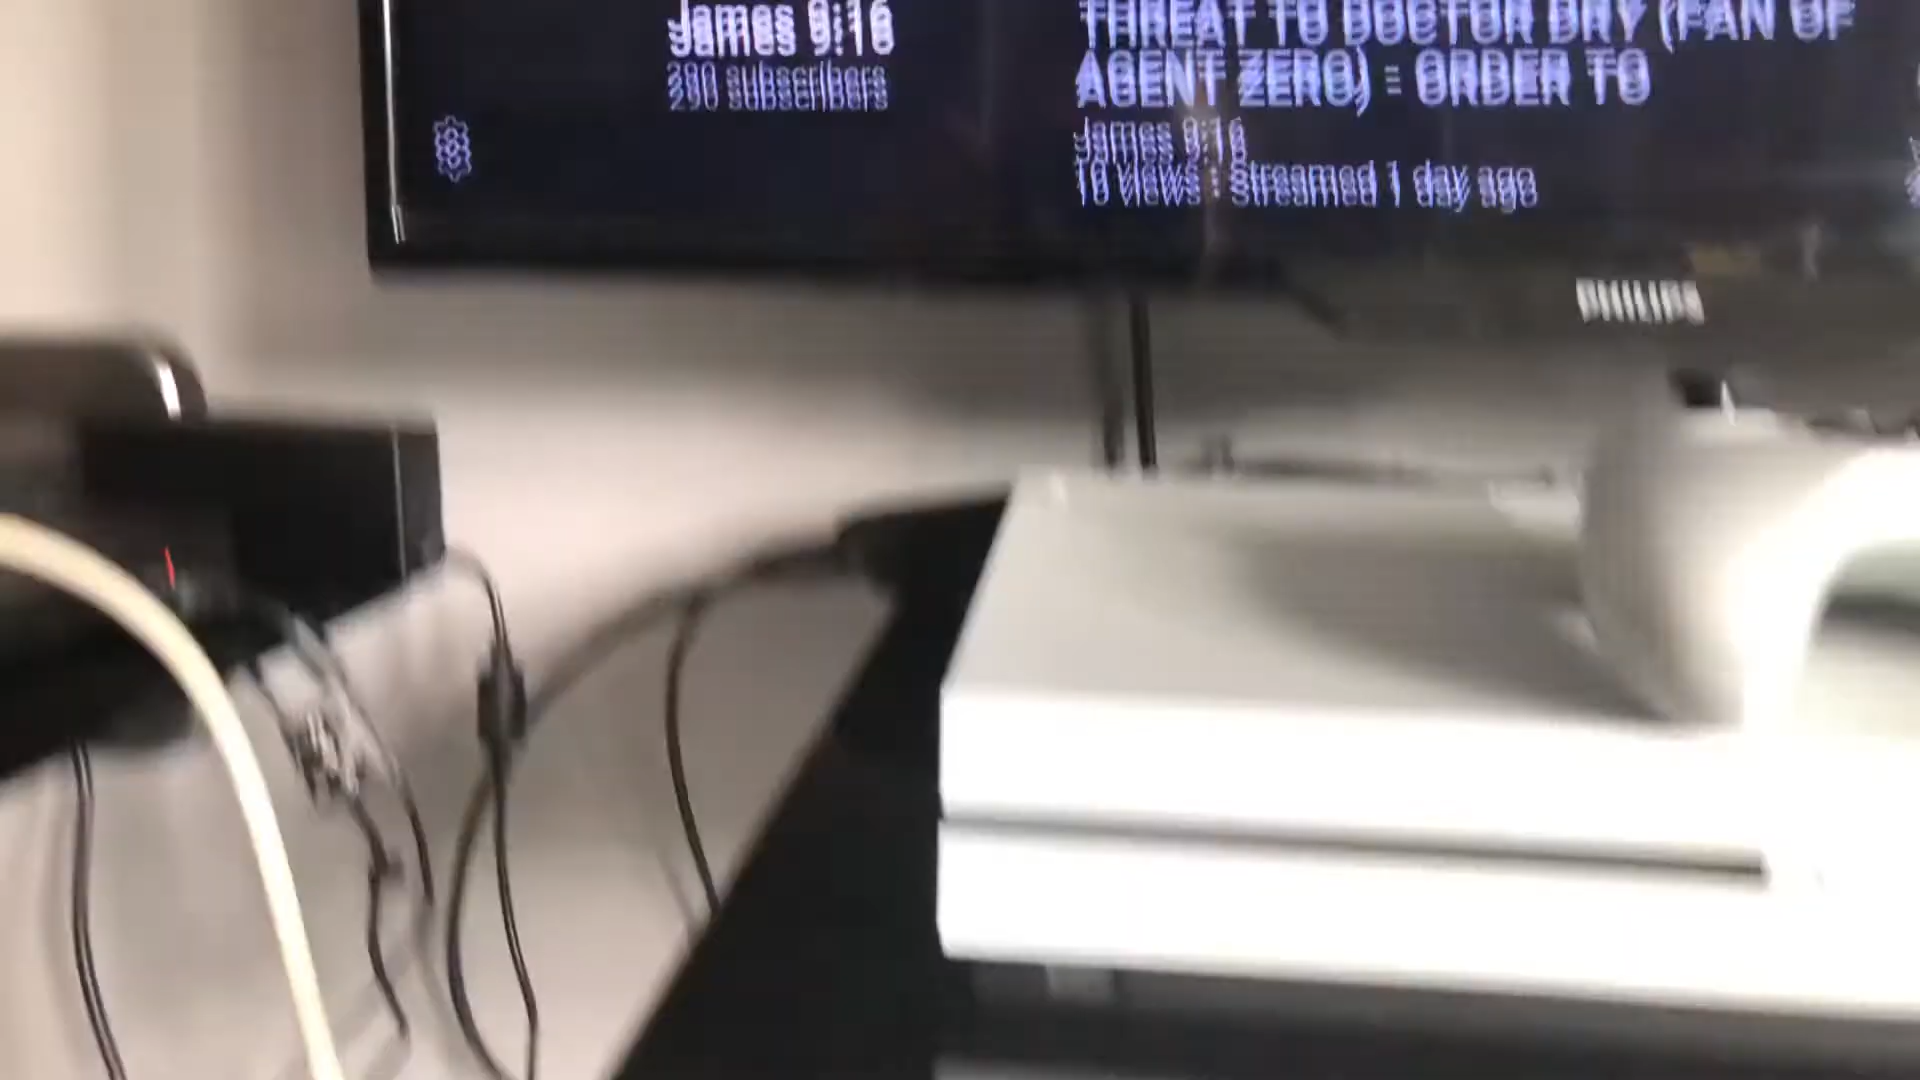 James 9:16
290 subscribers
THREAT TO DOCTOR DRY (FAN OF
AGENT ZERO) = ORDER TO
James 9:16
10 views · Streamed 1 day ago
PHILIPS